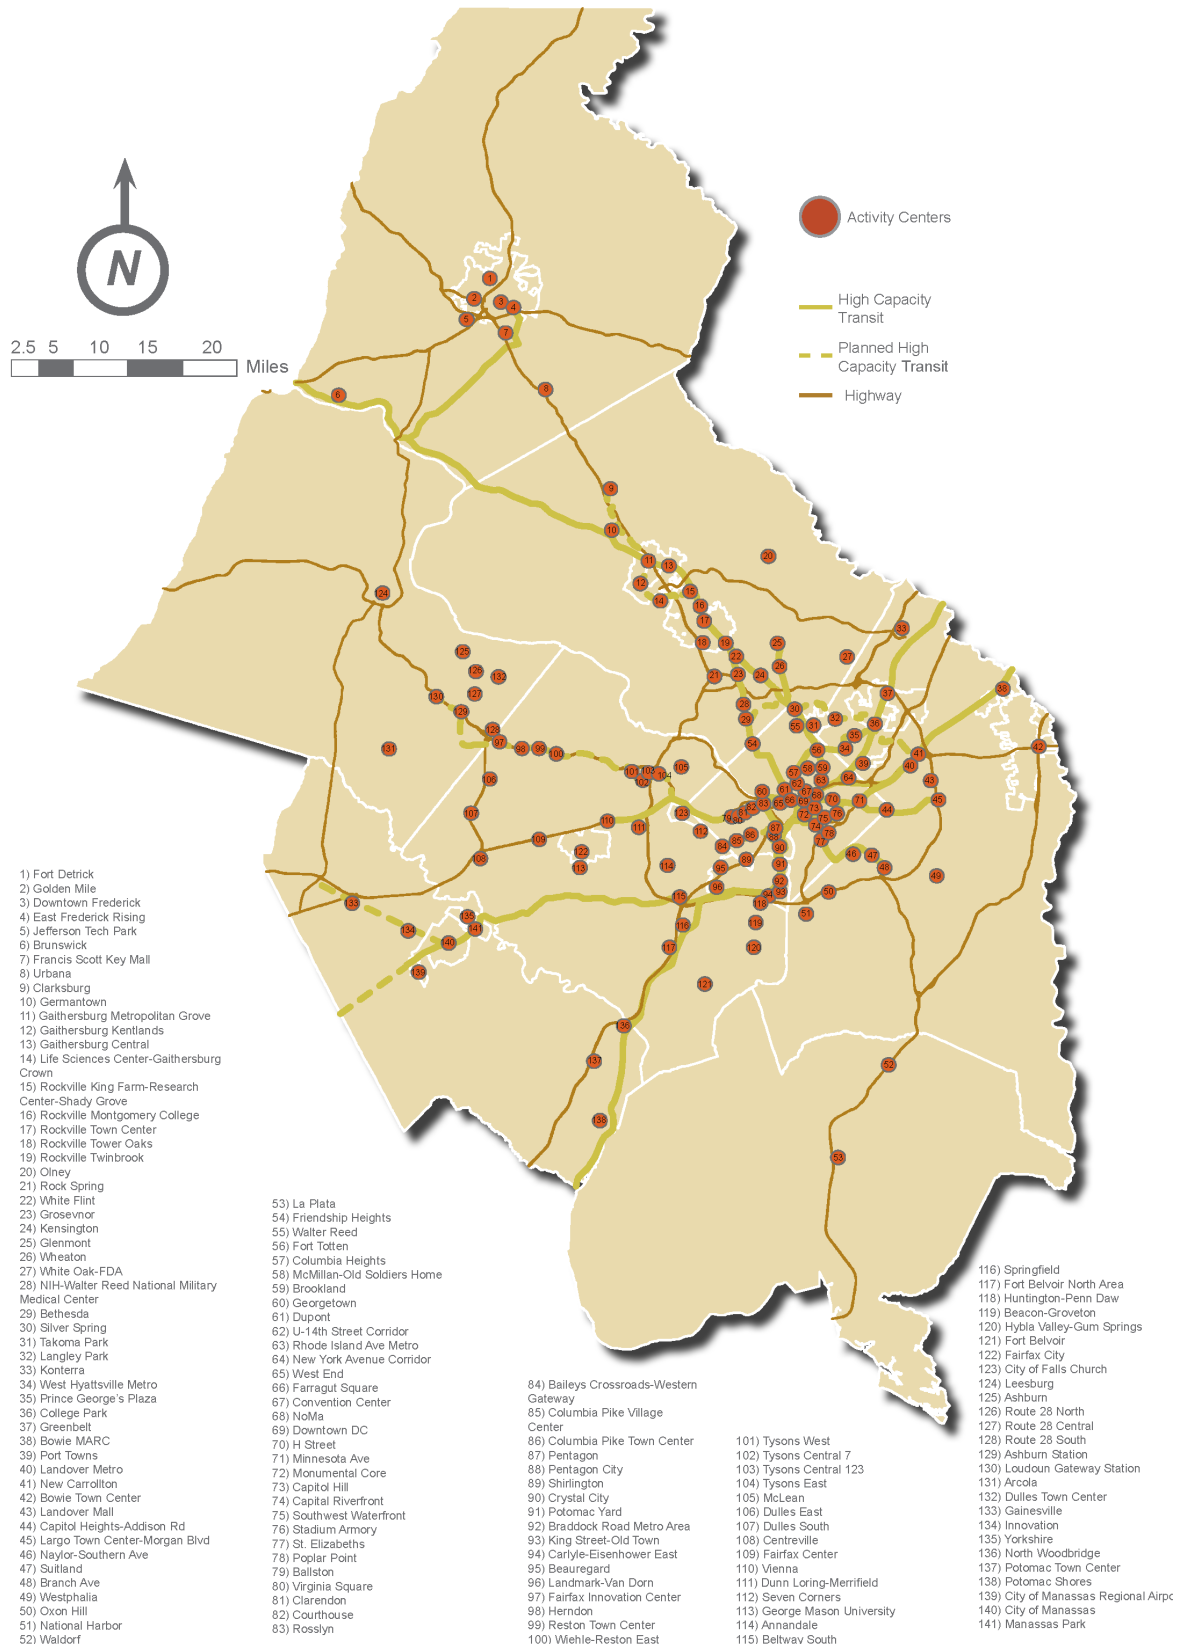 N
2.5 5 10 15 20
Miles
Activity Centers
High Capacity
Transit
Planned High
Capacity Transit
Highway
1) Fort Detrick
2) Golden Mile
3) Downtown Frederick
4) East Frederick Rising
5) Jefferson Tech Park
6) Brunswick
7) Francis Scott Key Mall
8) Urbana
9) Clarksburg
10) Germantown
11) Gaithersburg Metropolitan Grove
12) Gaithersburg Kentlands
13) Gaithersburg Central
14) Life Sciences Center-Gaithersburg
Crown
15) Rockville King Farm-Research
Center-Shady Grove
16) Rockville Montgomery College
17) Rockville Town Center
18) Rockville Tower Oaks
19) Rockville Twinbrook
20) Olney
21) Rock Spring
22) White Flint
23) Grosevnor
24) Kensington
25) Glenmont
26) Wheaton
27) White Oak-FDA
28) NIH-Walter Reed National Military
Medical Center
29) Bethesda
30) Silver Spring
31) Takoma Park
32) Langley Park
33) Konterra
34) West Hyattsville Metro
35) Prince George's Plaza
36) College Park
37) Greenbelt
38) Bowie MARC
39) Port Towns
40) Landover Metro
41) New Carrollton
42) Bowie Town Center
43) Landover Mall
44) Capitol Heights-Addison Rd
45) Largo Town Center-Morgan Blvd
46) Naylor-Southern Ave
47) Suitland
48) Branch Ave
49) Westphalia
50) Oxon Hill
51) National Harbor
52) Waldorf
53) La Plata
54) Friendship Heights
55) Walter Reed
56) Fort Totten
57) Columbia Heights
58) McMillan-Old Soldiers Home
59) Brookland
60) Georgetown
61) Dupont
62) U-14th Street Corridor
63) Rhode Island Ave Metro
64) New York Avenue Corridor
65) West End
66) Farragut Square
67) Convention Center
68) NoMa
69) Downtown DC
70) H Street
71) Minnesota Ave
72) Monumental Core
73) Capitol Hill
74) Capital Riverfront
75) Southwest Waterfront
76) Stadium Armory
77) St. Elizabeths
78) Poplar Point
79) Ballston
80) Virginia Square
81) Clarendon
82) Courthouse
83) Rosslyn
84) Baileys Crossroads-Western
Gateway
85) Columbia Pike Village
Center
86) Columbia Pike Town Center
87) Pentagon
88) Pentagon City
89) Shirlington
90) Crystal City
91) Potomac Yard
92) Braddock Road Metro Area
93) King Street-Old Town
94) Carlyle-Eisenhower East
95) Beauregard
96) Landmark-Van Dorn
97) Fairfax Innovation Center
98) Herndon
99) Reston Town Center
100) Wiehle-Reston East
101) Tysons West
102) Tysons Central 7
103) Tysons Central 123
104) Tysons East
105) McLean
106) Dulles East
107) Dulles South
108) Centreville
109) Fairfax Center
110) Vienna
111) Dunn Loring-Merrifield
112) Seven Corners
113) George Mason University
114) Annandale
115) Beltway South
116) Springfield
117) Fort Belvoir North Area
118) Huntington-Penn Daw
119) Beacon-Groveton
120) Hybla Valley-Gum Springs
121) Fort Belvoir
122) Fairfax City
123) City of Falls Church
124) Leesburg
125) Ashburn
126) Route 28 North
127) Route 28 Central
128) Route 28 South
129) Ashburn Station
130) Loudoun Gateway Station
131) Arcola
132) Dulles Town Center
133) Gainesville
134) Innovation
135) Yorkshire
136) North Woodbridge
137) Potomac Town Center
138) Potomac Shores
139) City of Manassas Regional Airpo
140) City of Manassas
141) Manassas Park